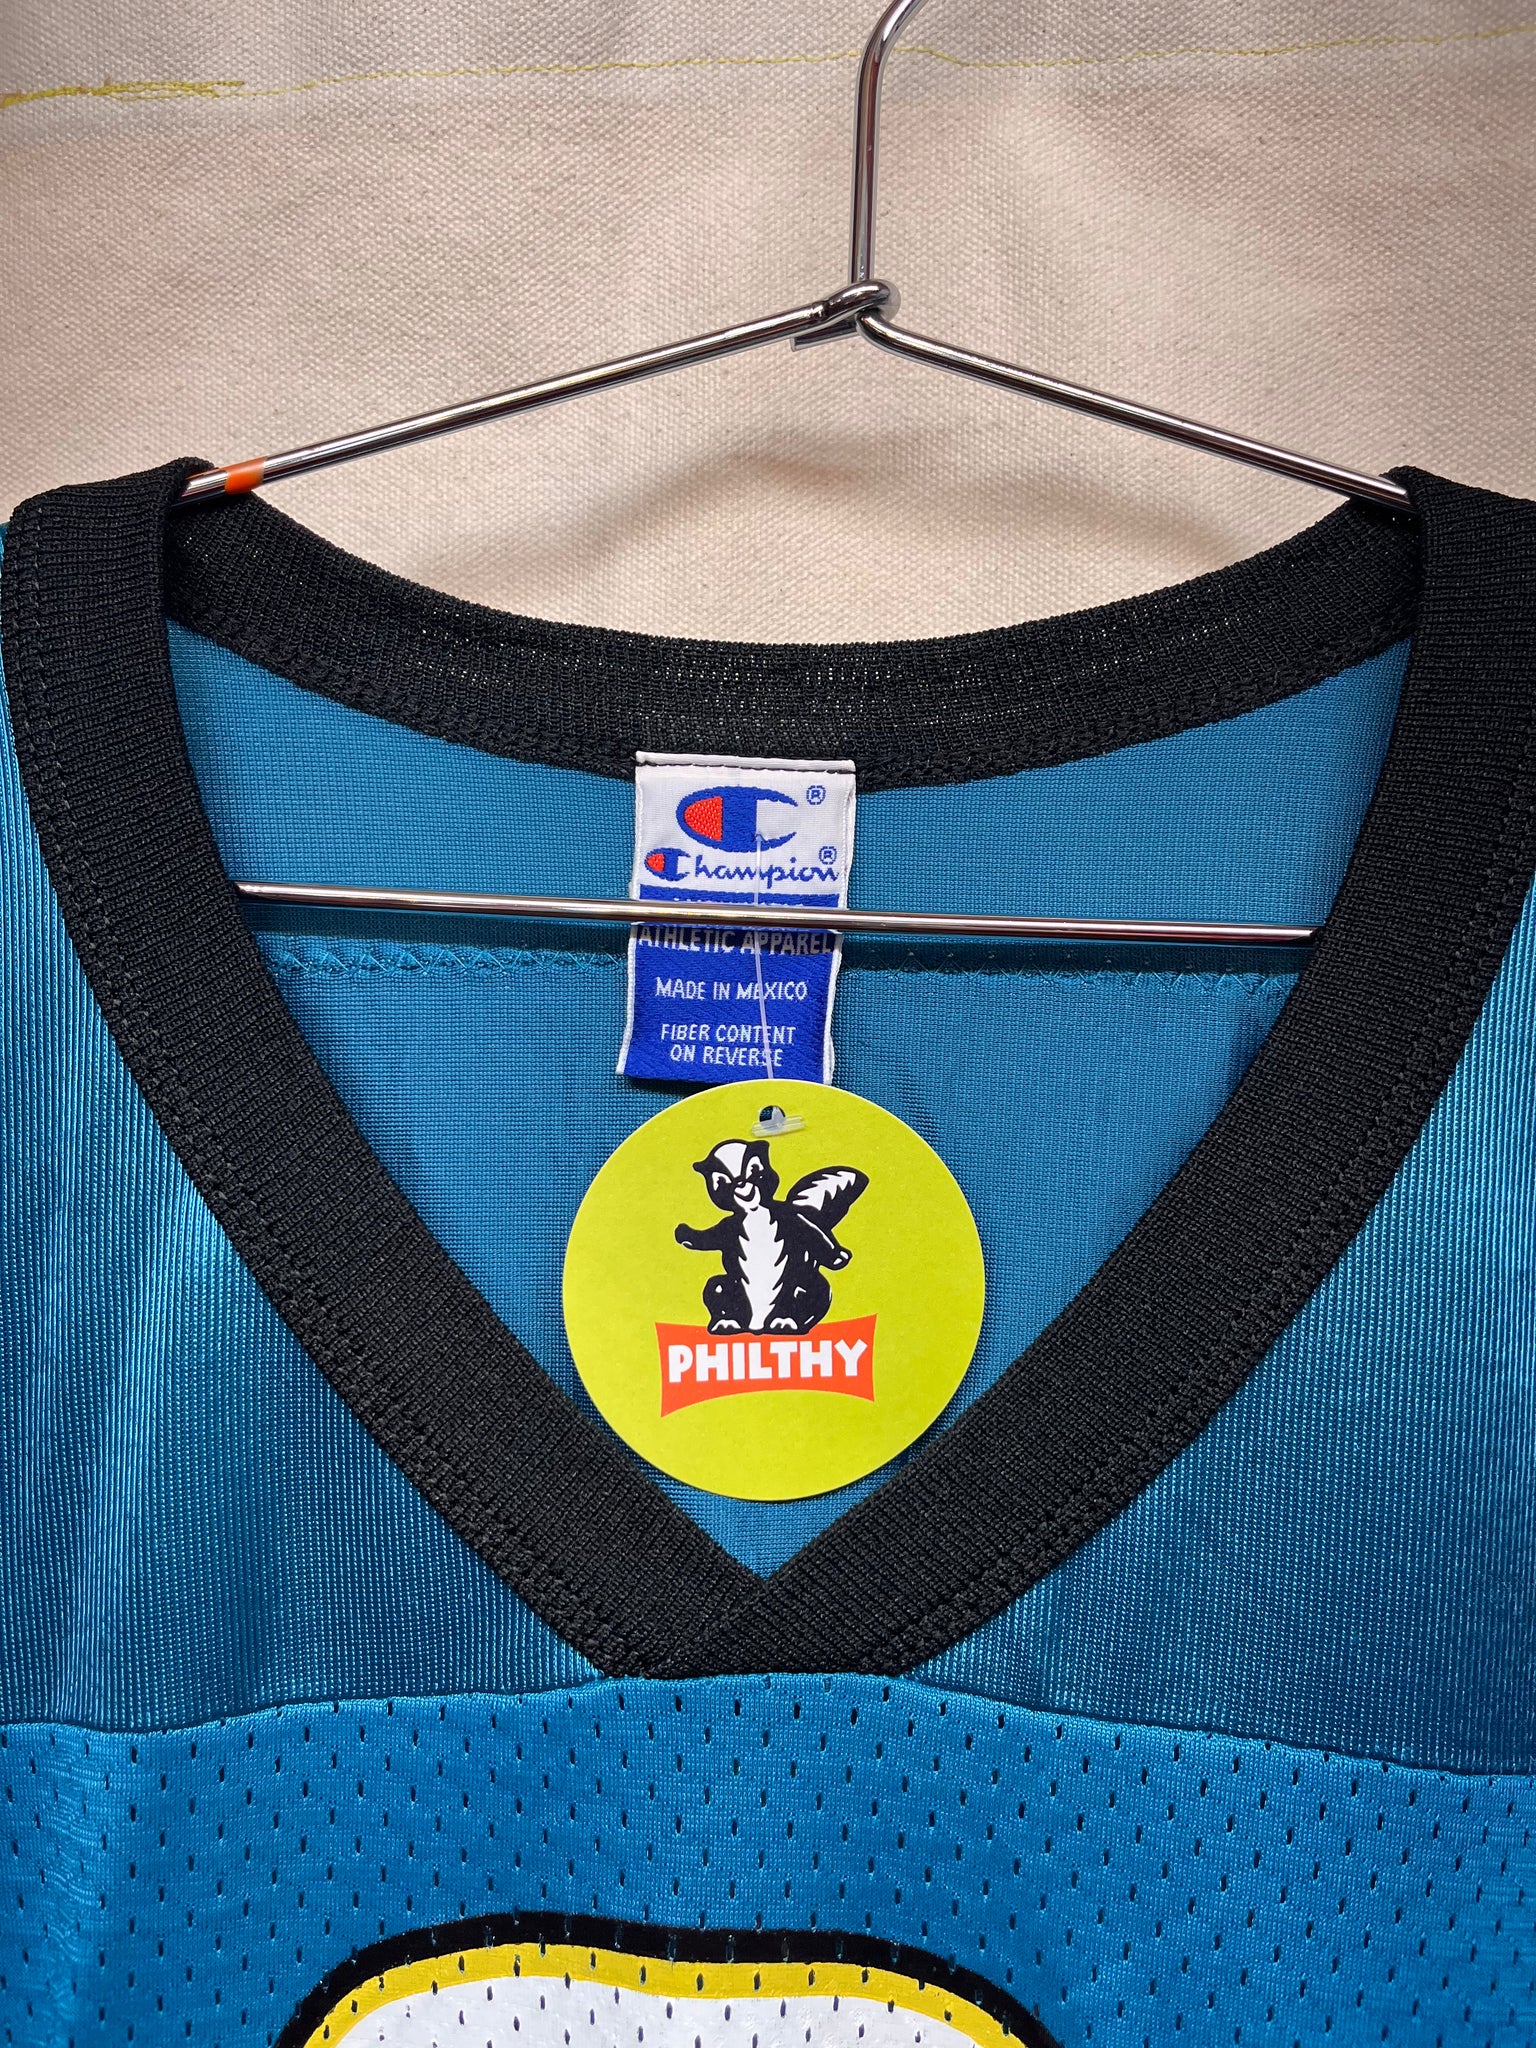 ®
Champion®
ATHLETIC APPAREL
MADE IN MEXICO
FIBER CONTENT
ON REVERSE
PHILTHY